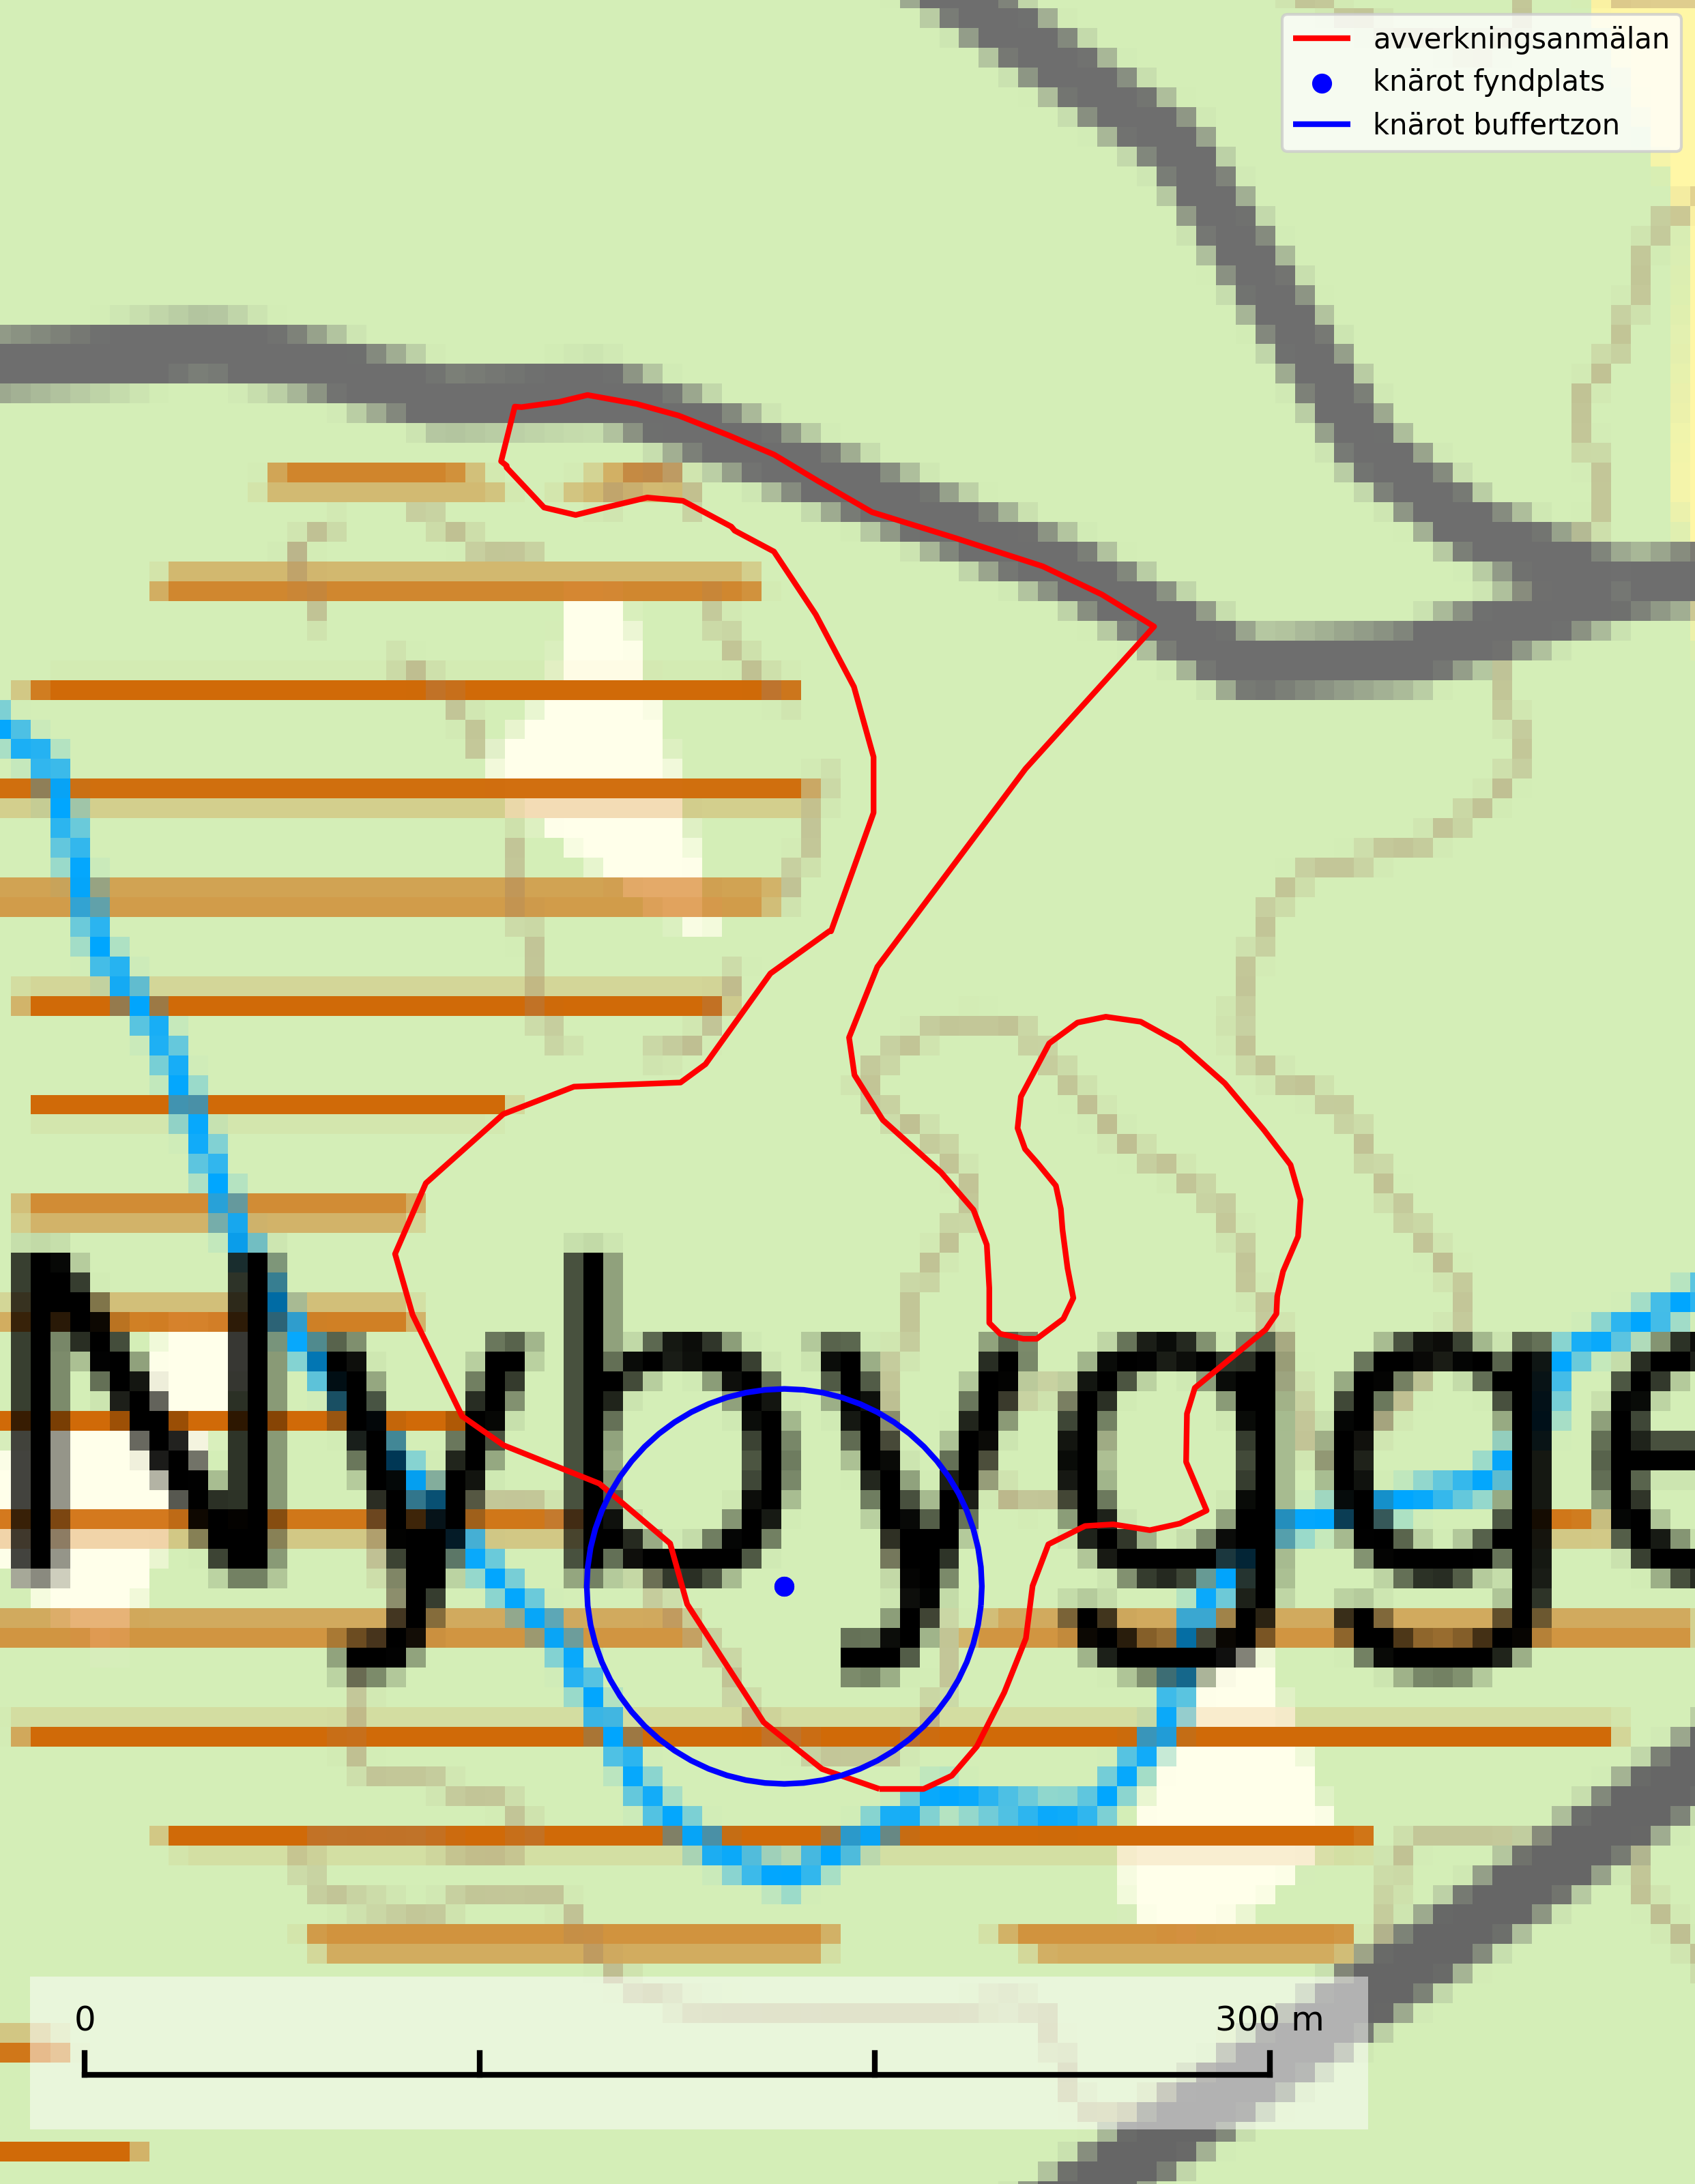 avverkningsanmälan
knärot fyndplats
knärot buffertzon
Nybygge
0 300 m